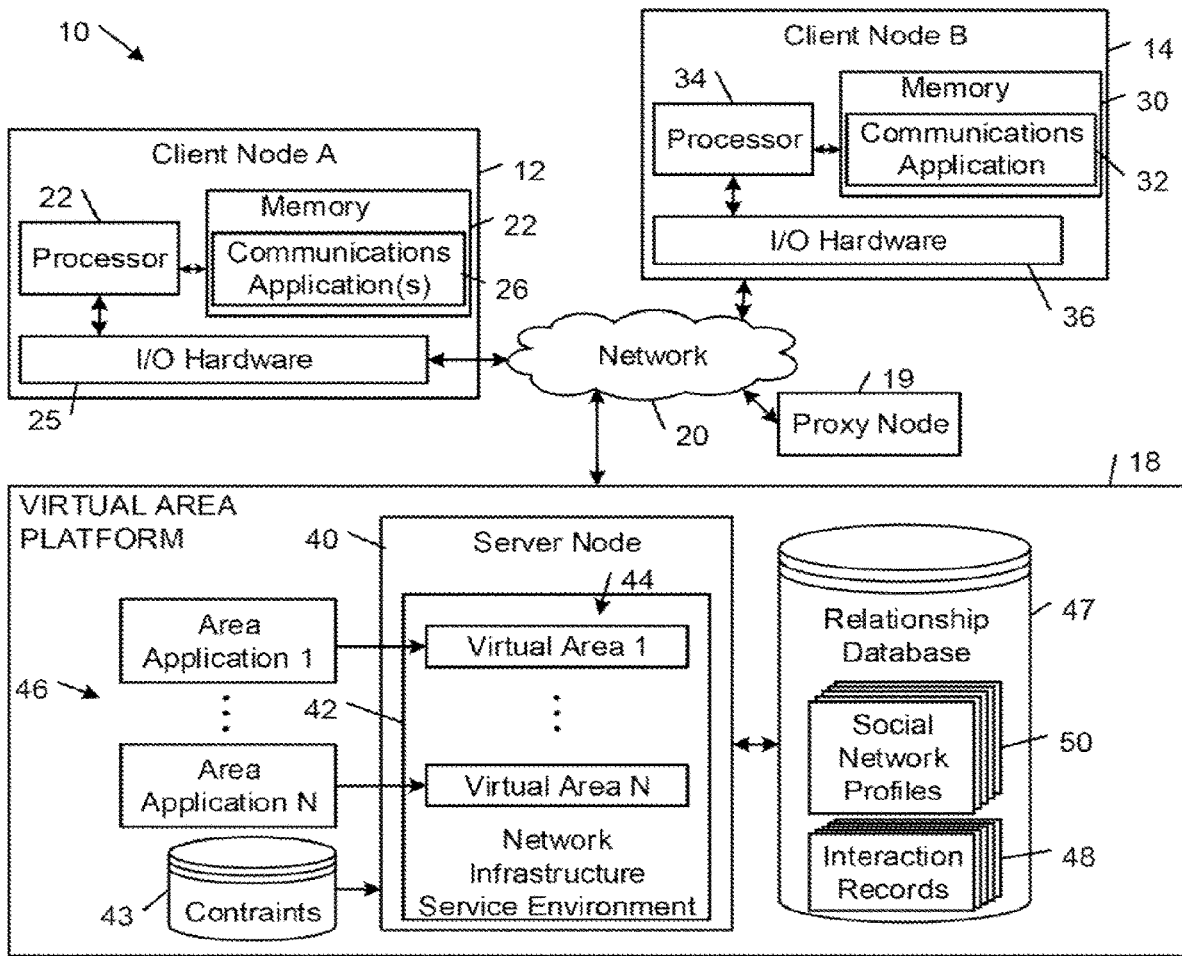 10
Client Node B
14
34
Memory
30
Processor
Communications
Application
32
I/O Hardware
36
Client Node A
12
22
Memory
22
Processor
Communications
Application(s)
26
I/O Hardware
25
Network
20
19
Proxy Node
18
VIRTUAL AREA
PLATFORM
40
Server Node
44
47
Area
Application 1
Virtual Area 1
Relationship
Database
46
42
Area
Application N
Virtual Area N
Social
Network
Profiles
50
Network
Infrastructure
Service Environment
43
Contraints
Interaction
Records
48